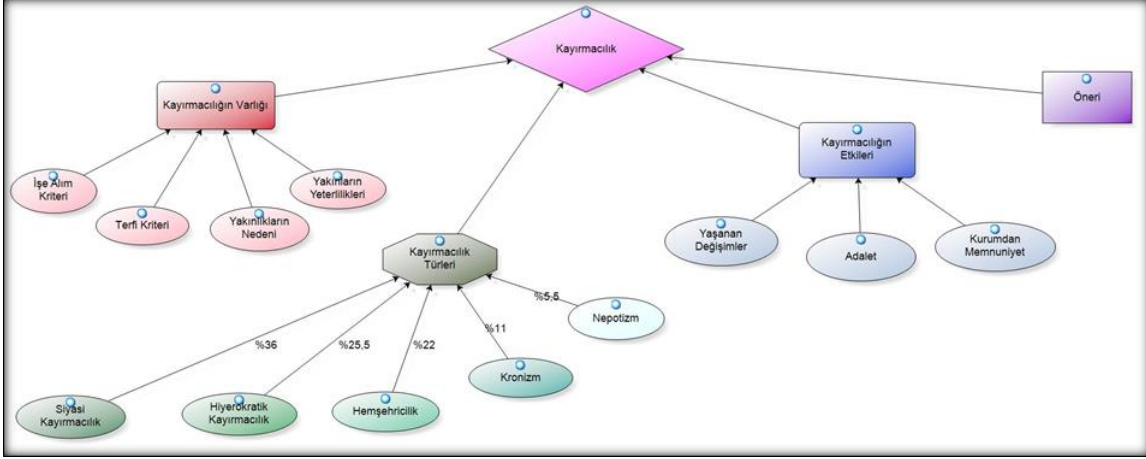 Kayırmacılık
Kayırmacılığın Varlığı
Öneri
Kayırmacılığın
Etkileri
İşe Alım
Kriteri
Terfi Kriteri
Yakınlıkların
Nedeni
Yakınların
Yeterlilikleri
Yaşanan
Değişimler
Adalet
Kurumdan
Memnuniyet
Kayırmacılık
Türleri
%36
%25,5
%22
%11
%5,5
Siyasi
Kayırmacılık
Hiyerokratik
Kayırmacılık
Hemşehricilik
Kronizm
Nepotizm